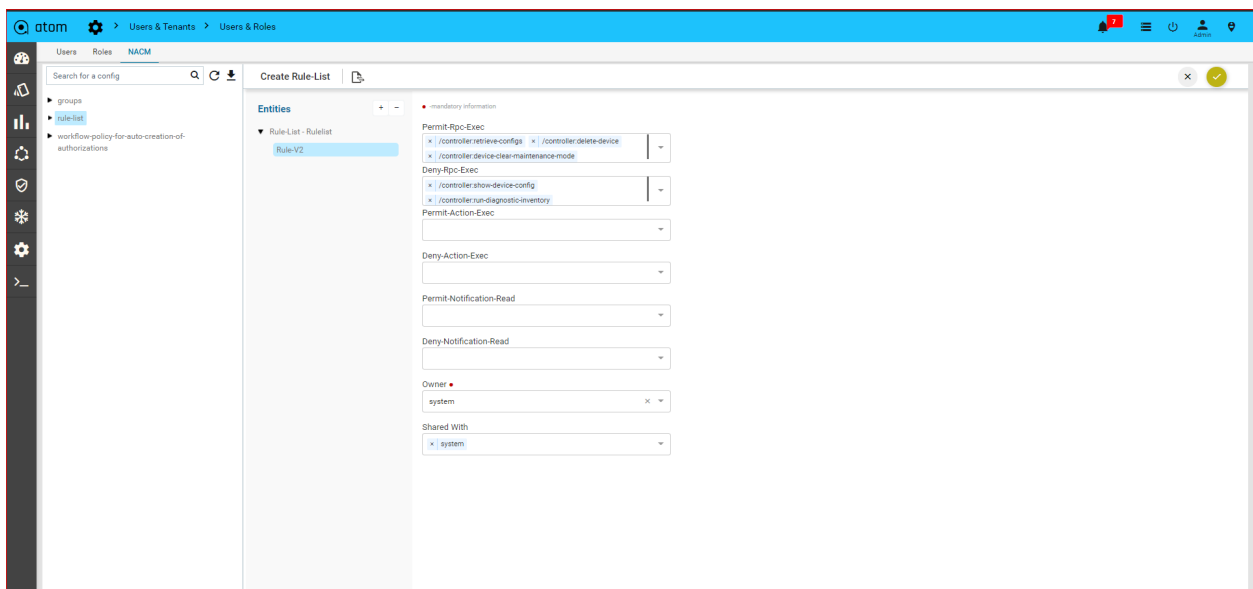 atom > Users & Tenants > Users & Roles
7
Admin
Users Roles NACM
Search for a config
Create Rule-List
groups
rule-list
workflow-policy-for-auto-creation-of-
authorizations
Entities
+ -
Rule-List - Rulelist
Rule-V2
-mandatory information
Permit-Rpc-Exec
× /controller:retrieve-configs × /controller:delete-device
× /controller:device-clear-maintenance-mode
Deny-Rpc-Exec
× /controller:show-device-config
× /controller:run-diagnostic-inventory
Permit-Action-Exec
Deny-Action-Exec
Permit-Notification-Read
Deny-Notification-Read
Owner
system ×
Shared With
× system